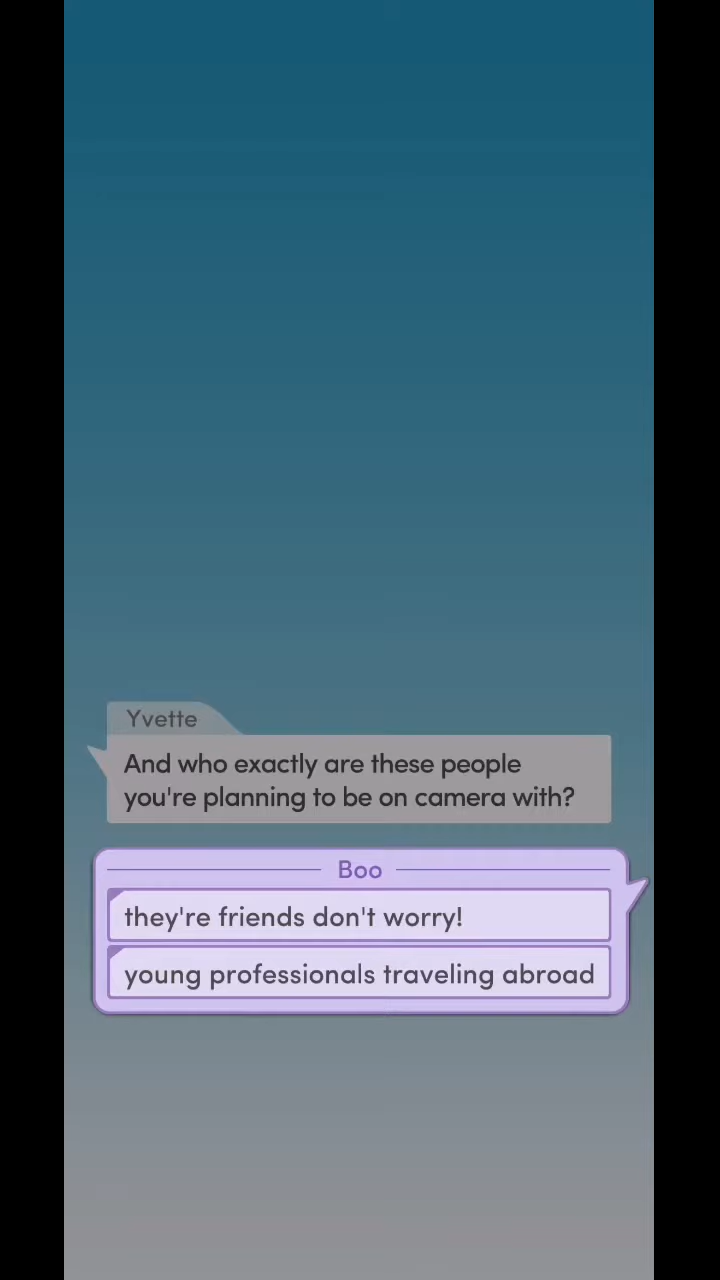 Yvette
And who exactly are these people
you're planning to be on camera with?
Boo
they're friends don't worry!
young professionals traveling abroad